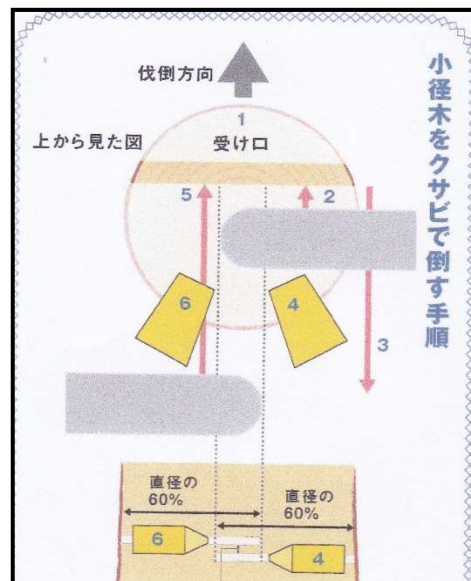 小径木をクサビで倒す手順
伐倒方向
1
上から見た図
受け口
5
2
6
4
3
直径の
60%
直径の
60%
6
4